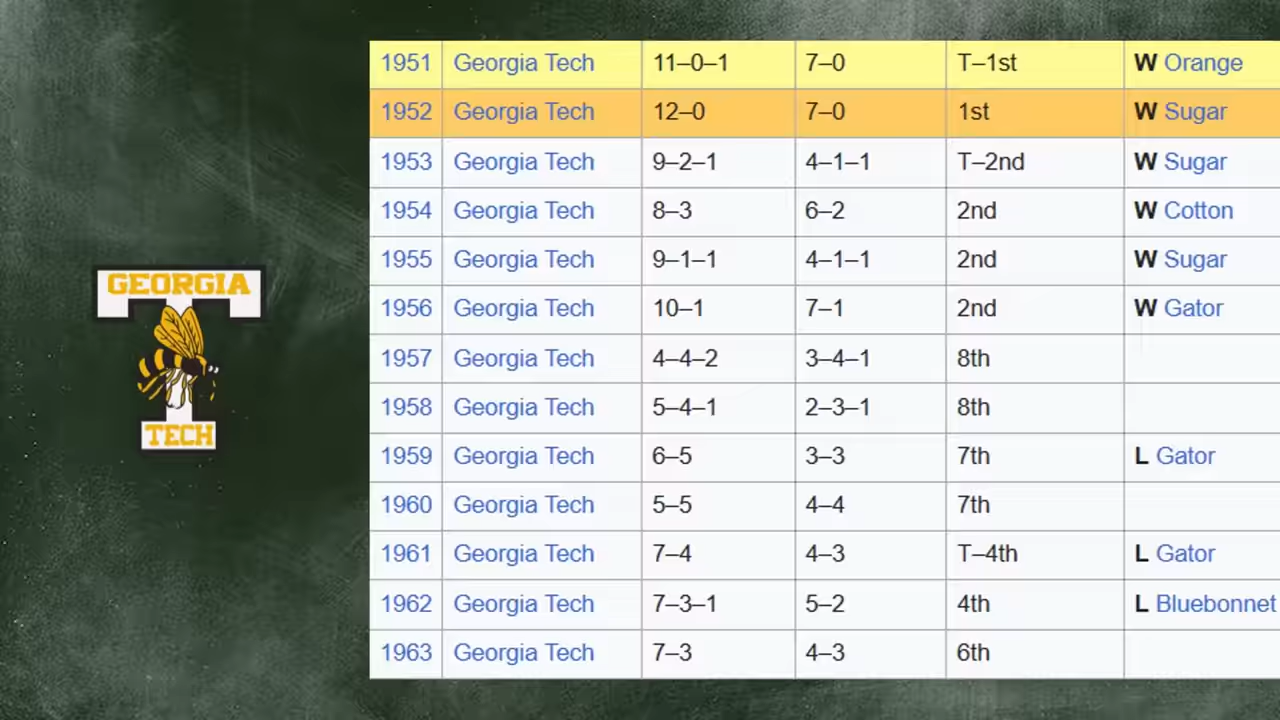 GEORGIA
TECH
1951 Georgia Tech 11–0–1 7–0 T–1st W Orange
1952 Georgia Tech 12–0 7–0 1st W Sugar
1953 Georgia Tech 9–2–1 4–1–1 T–2nd W Sugar
1954 Georgia Tech 8–3 6–2 2nd W Cotton
1955 Georgia Tech 9–1–1 4–1–1 2nd W Sugar
1956 Georgia Tech 10–1 7–1 2nd W Gator
1957 Georgia Tech 4–4–2 3–4–1 8th
1958 Georgia Tech 5–4–1 2–3–1 8th
1959 Georgia Tech 6–5 3–3 7th L Gator
1960 Georgia Tech 5–5 4–4 7th
1961 Georgia Tech 7–4 4–3 T–4th L Gator
1962 Georgia Tech 7–3–1 5–2 4th L Bluebonnet
1963 Georgia Tech 7–3 4–3 6th